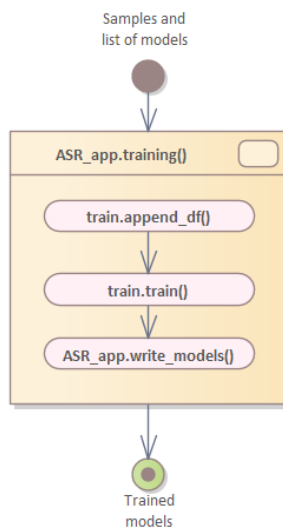 Samples and
list of models
ASR_app.training()
train.append_df()
train.train()
ASR_app.write_models()
Trained
models